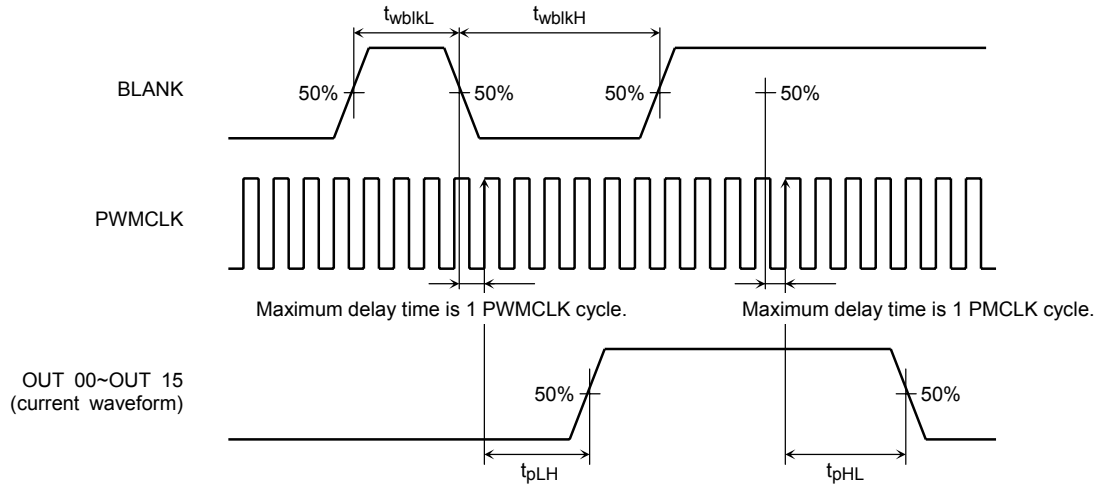 twblkL twblkH
BLANK 50% 50% 50% 50%
PWMCLK
Maximum delay time is 1 PWMCLK cycle. Maximum delay time is 1 PMCLK cycle.
OUT 00~OUT 15
(current waveform)
50% 50%
tpLH tpHL